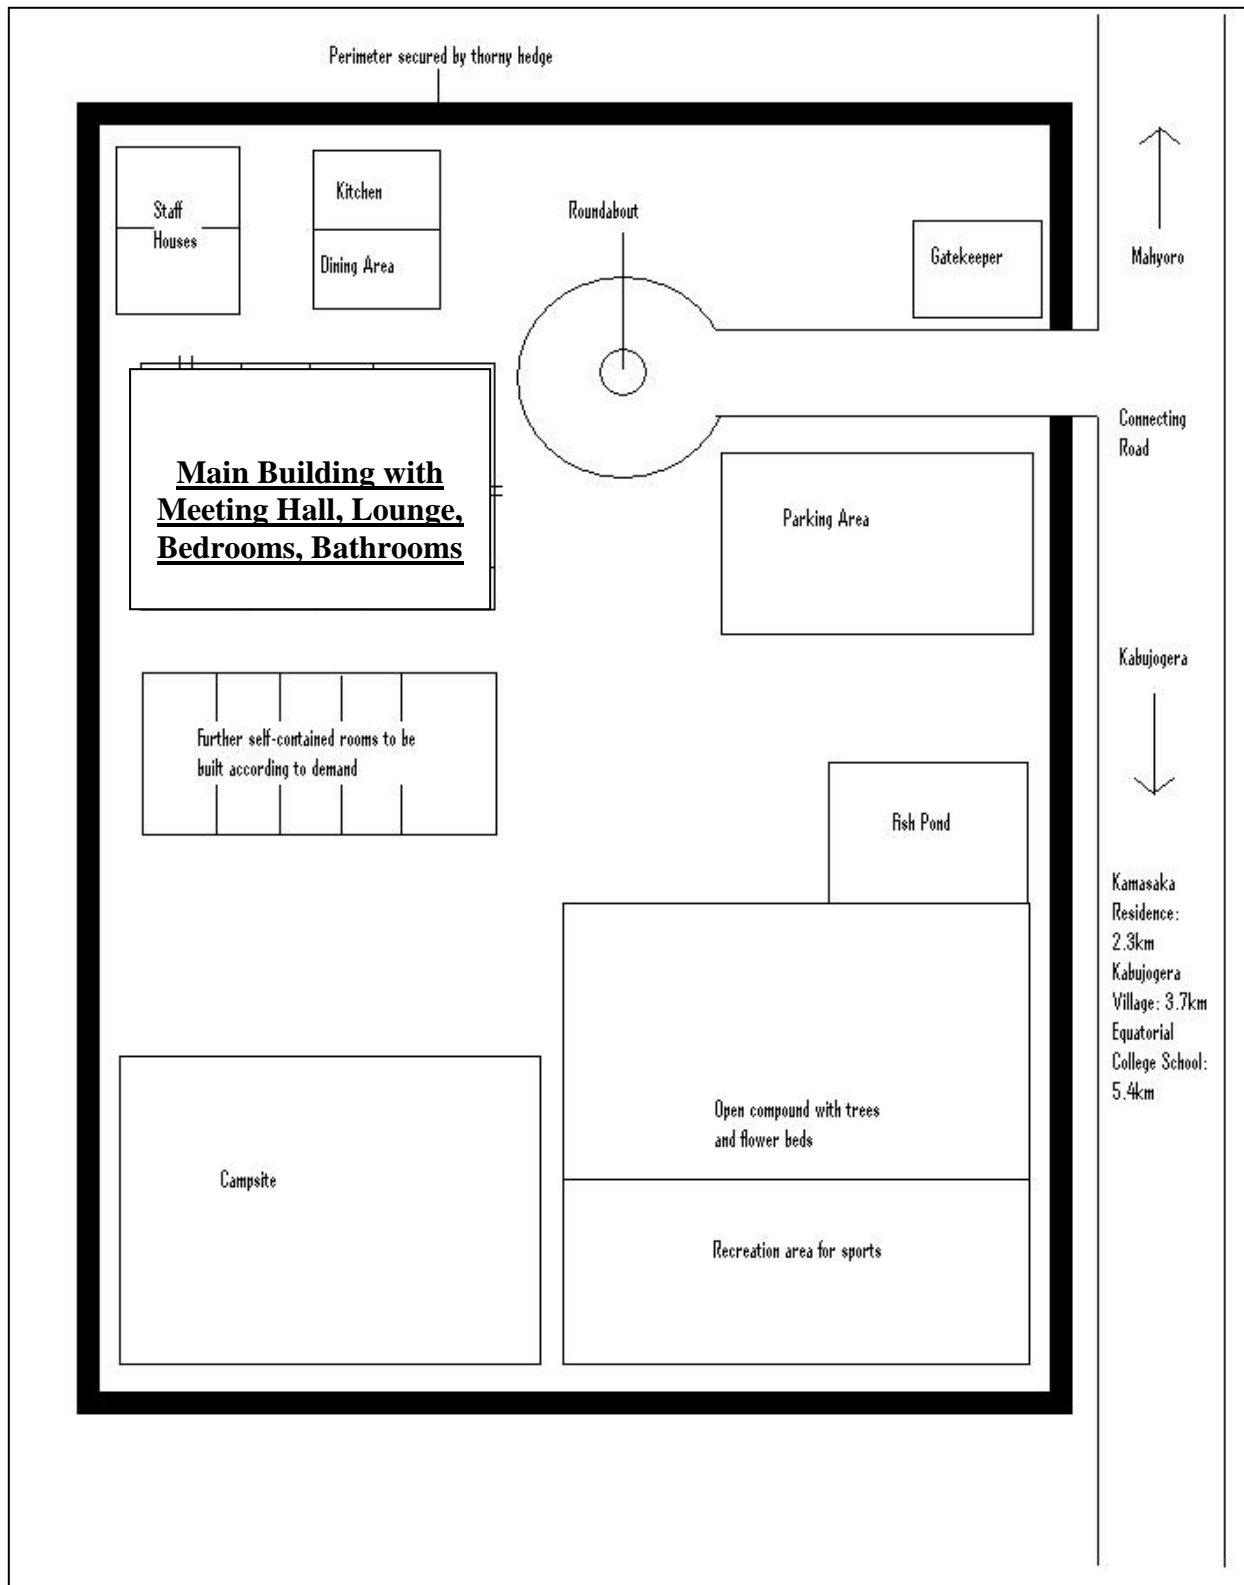 Perimeter secured by thorny hedge
Staff
Houses
Kitchen
Dining Area
Roundabout
Gatekeeper
Mahyoro
Main Building with
Meeting Hall, Lounge,
Bedrooms, Bathrooms
Connecting
Road
Parking Area
Kabujogera
Further self-contained rooms to be
built according to demand
Fish Pond
Kamasaka
Residence:
2.3km
Kabujogera
Village: 3.7km
Equatorial
College School:
5.4km
Open compound with trees
and flower beds
Campsite
Recreation area for sports